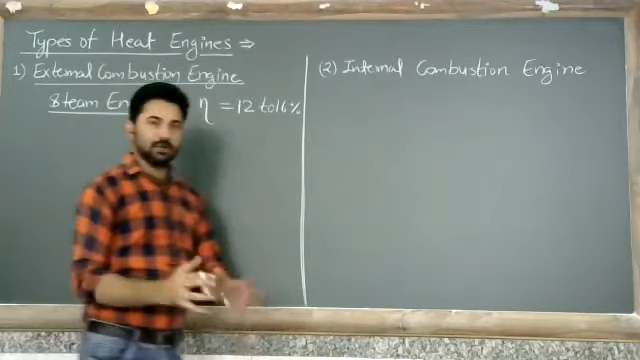 Types of Heat Engines ⇒
1) External Combustion Engine
Steam En
η = 12 to 16%
(2) Internal Combustion Engine